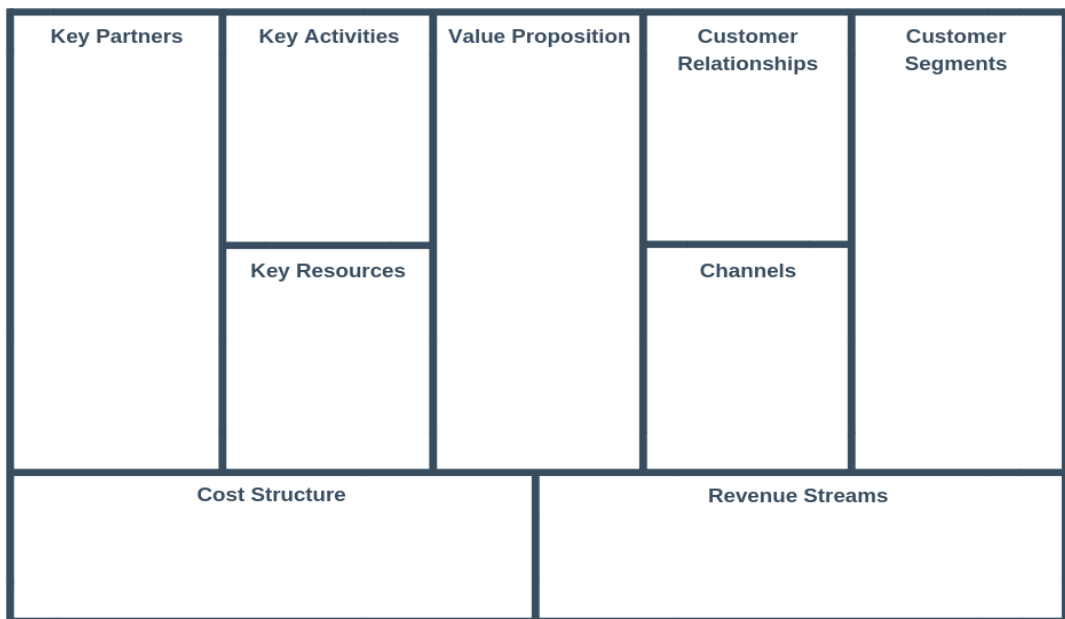 Key Partners
Key Activities
Value Proposition
Customer
Relationships
Customer
Segments
Key Resources
Channels
Cost Structure
Revenue Streams